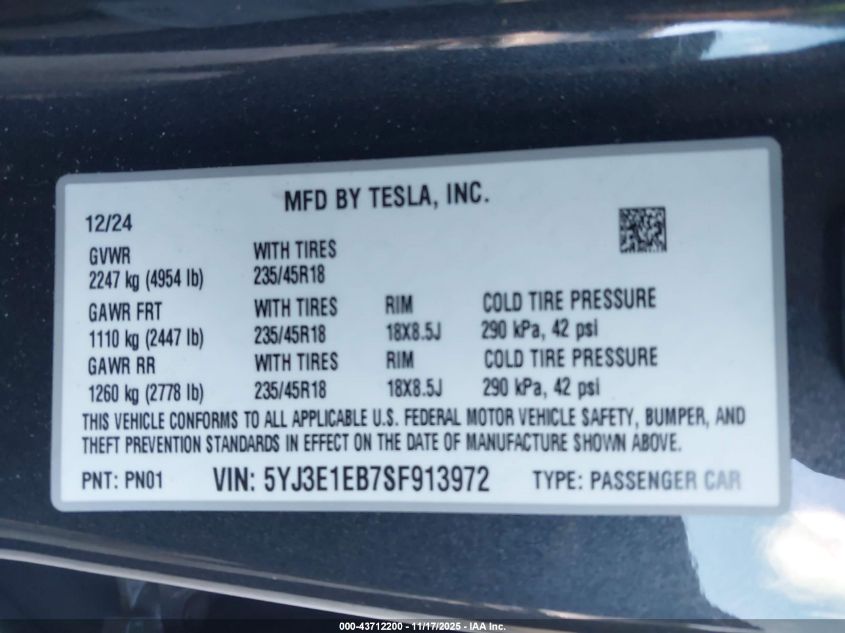 MFD BY TESLA, INC.
12/24
GVWR WITH TIRES
2247 kg (4954 lb) 235/45R18
GAWR FRT WITH TIRES RIM COLD TIRE PRESSURE
1110 kg (2447 lb) 235/45R18 18X8.5J 290 kPa, 42 psi
GAWR RR WITH TIRES RIM COLD TIRE PRESSURE
1260 kg (2778 lb) 235/45R18 18X8.5J 290 kPa, 42 psi
THIS VEHICLE CONFORMS TO ALL APPLICABLE U.S. FEDERAL MOTOR VEHICLE SAFETY, BUMPER, AND
THEFT PREVENTION STANDARDS IN EFFECT ON THE DATE OF MANUFACTURE SHOWN ABOVE.
PNT: PN01 VIN: 5YJ3E1EB7SF913972 TYPE: PASSENGER CAR
000-43712200 - 11/17/2025 - IAA Inc.